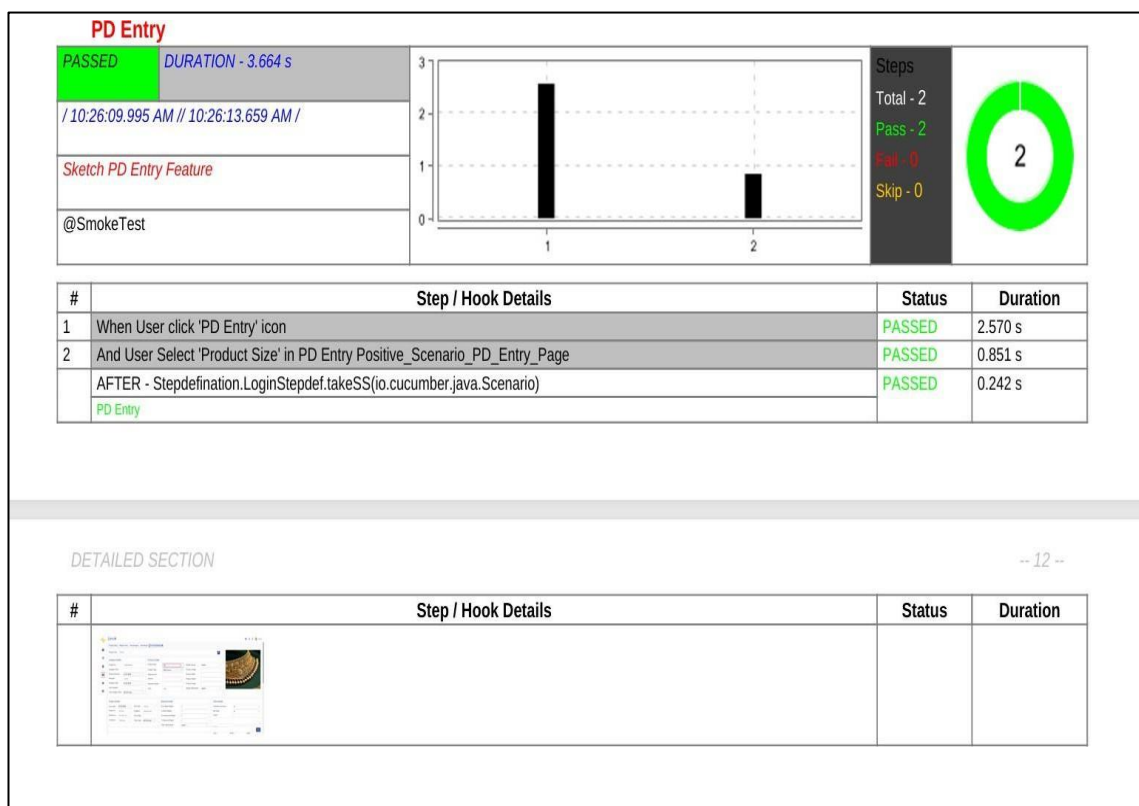 PD Entry
PASSED
DURATION - 3.664 s
/ 10:26:09.995 AM // 10:26:13.659 AM /
Sketch PD Entry Feature
@SmokeTest
3
2
1
0
1
2
Steps
Total - 2
Pass - 2
Fail - 0
Skip - 0
2
# Step / Hook Details Status Duration
1 When User click 'PD Entry' icon PASSED 2.570 s
2 And User Select 'Product Size' in PD Entry Positive_Scenario_PD_Entry_Page PASSED 0.851 s
AFTER - Stepdefination.LoginStepdef.takeSS(io.cucumber.java.Scenario) PASSED 0.242 s
PD Entry
DETAILED SECTION -- 12 --
# Step / Hook Details Status Duration